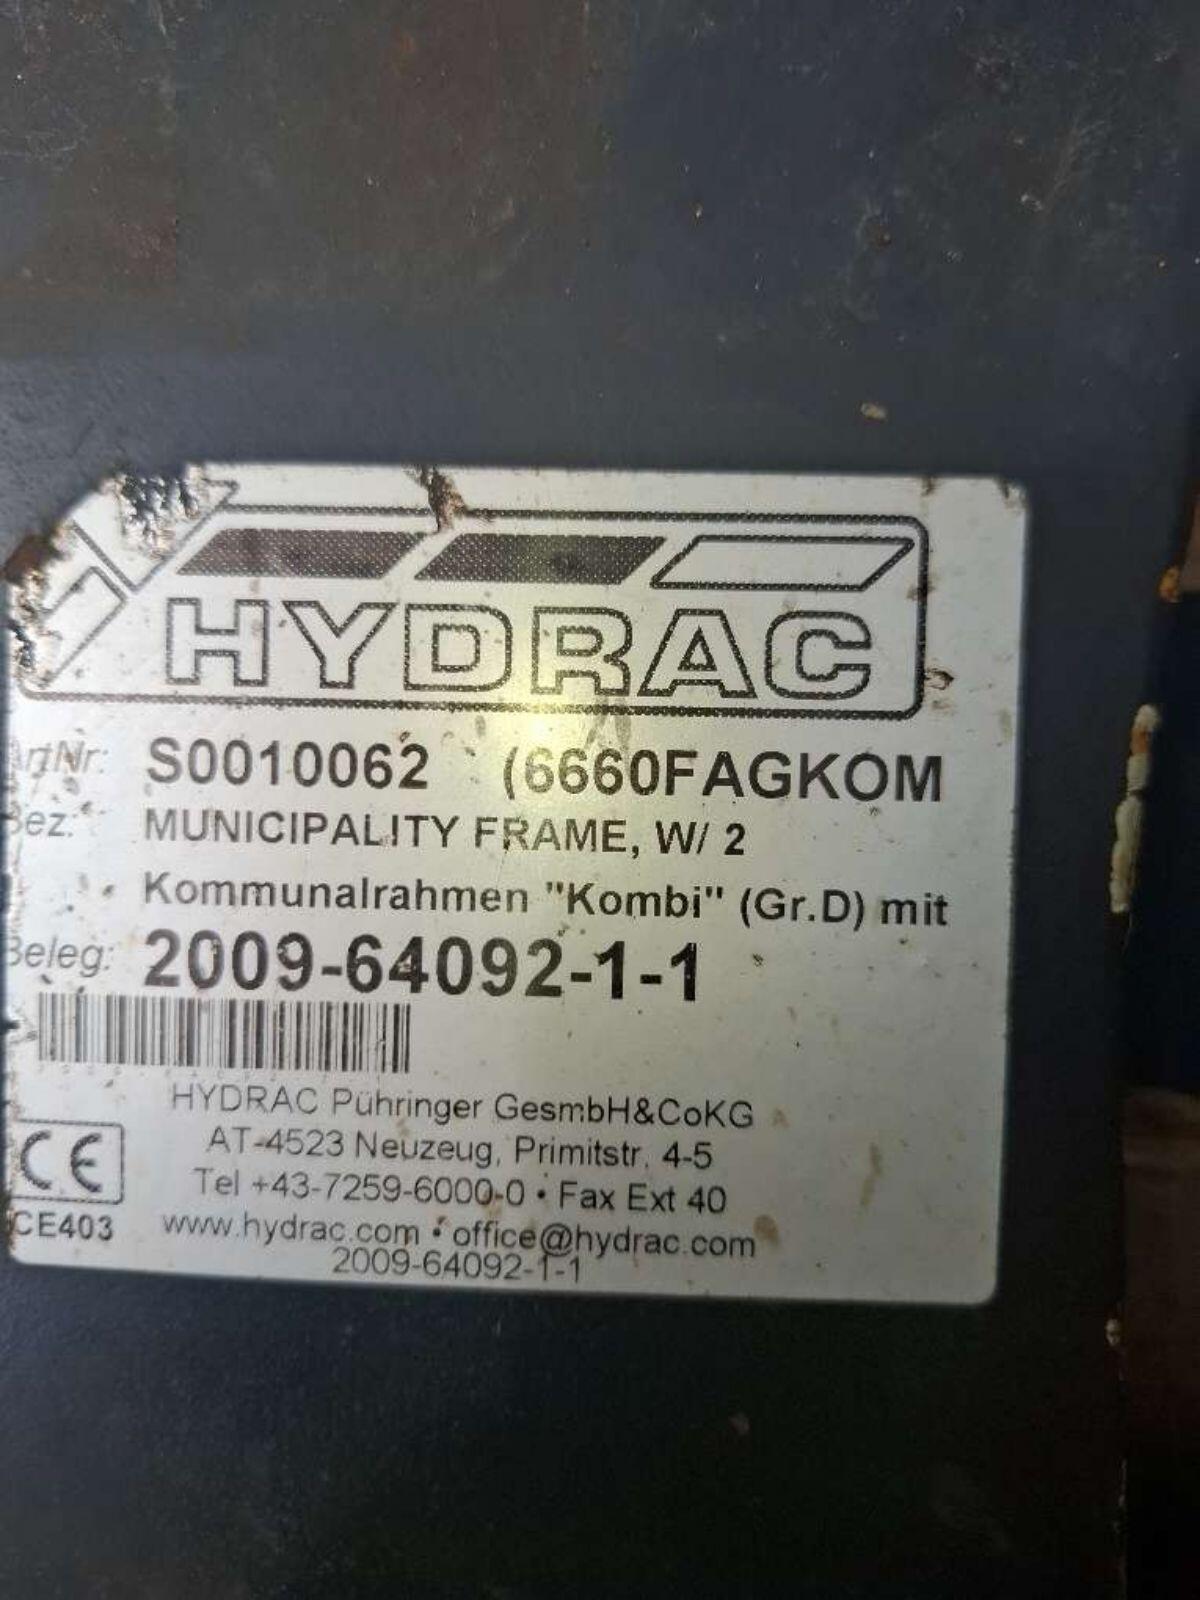 HYDRAC
ArtNr: S0010062 (6660FAGKOM
Bez: MUNICIPALITY FRAME, W/ 2
Kommunalrahmen "Kombi" (Gr.D) mit
Beleg: 2009-64092-1-1
HYDRAC Pühringer GesmbH&CoKG
AT-4523 Neuzeug, Primitstr. 4-5
CE
Tel +43-7259-6000-0 • Fax Ext 40
CE403
www.hydrac.com • office@hydrac.com
2009-64092-1-1